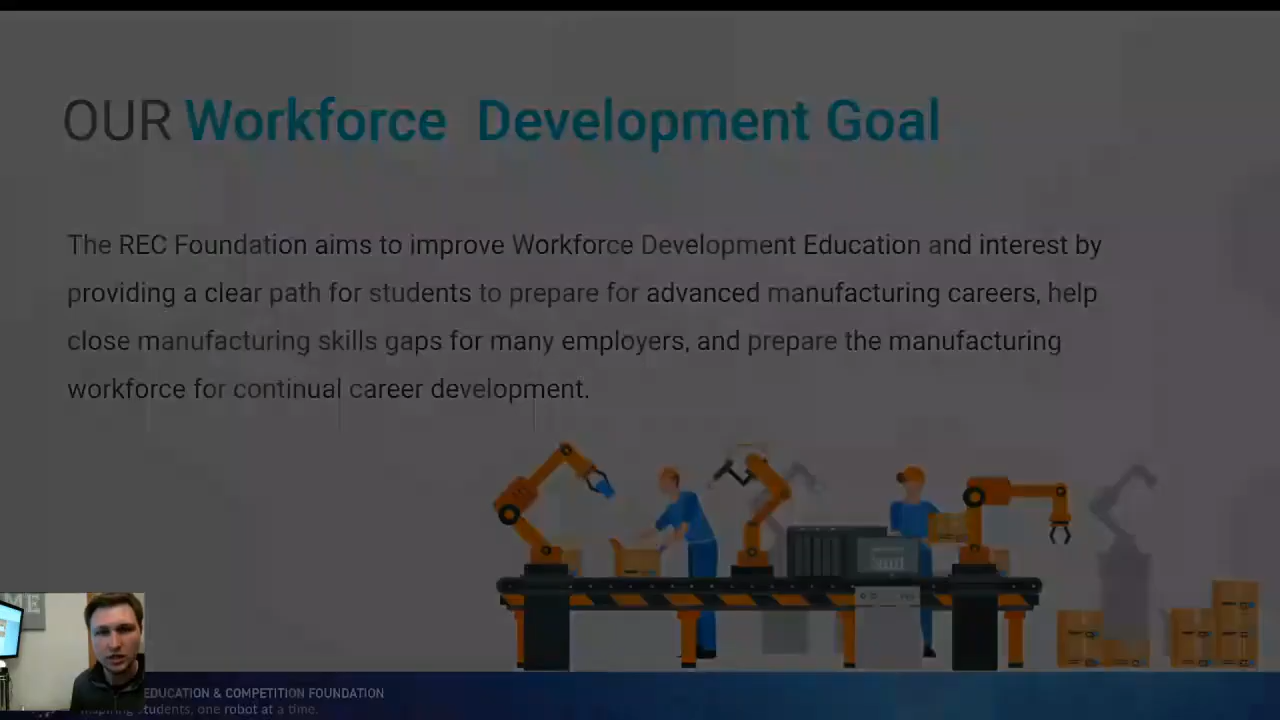 OUR Workforce Development Goal
The REC Foundation aims to improve Workforce Development Education and interest by
providing a clear path for students to prepare for advanced manufacturing careers, help
close manufacturing skills gaps for many employers, and prepare the manufacturing
workforce for continual career development.
ME
EDUCATION & COMPETITION FOUNDATION
Inspiring students, one robot at a time.